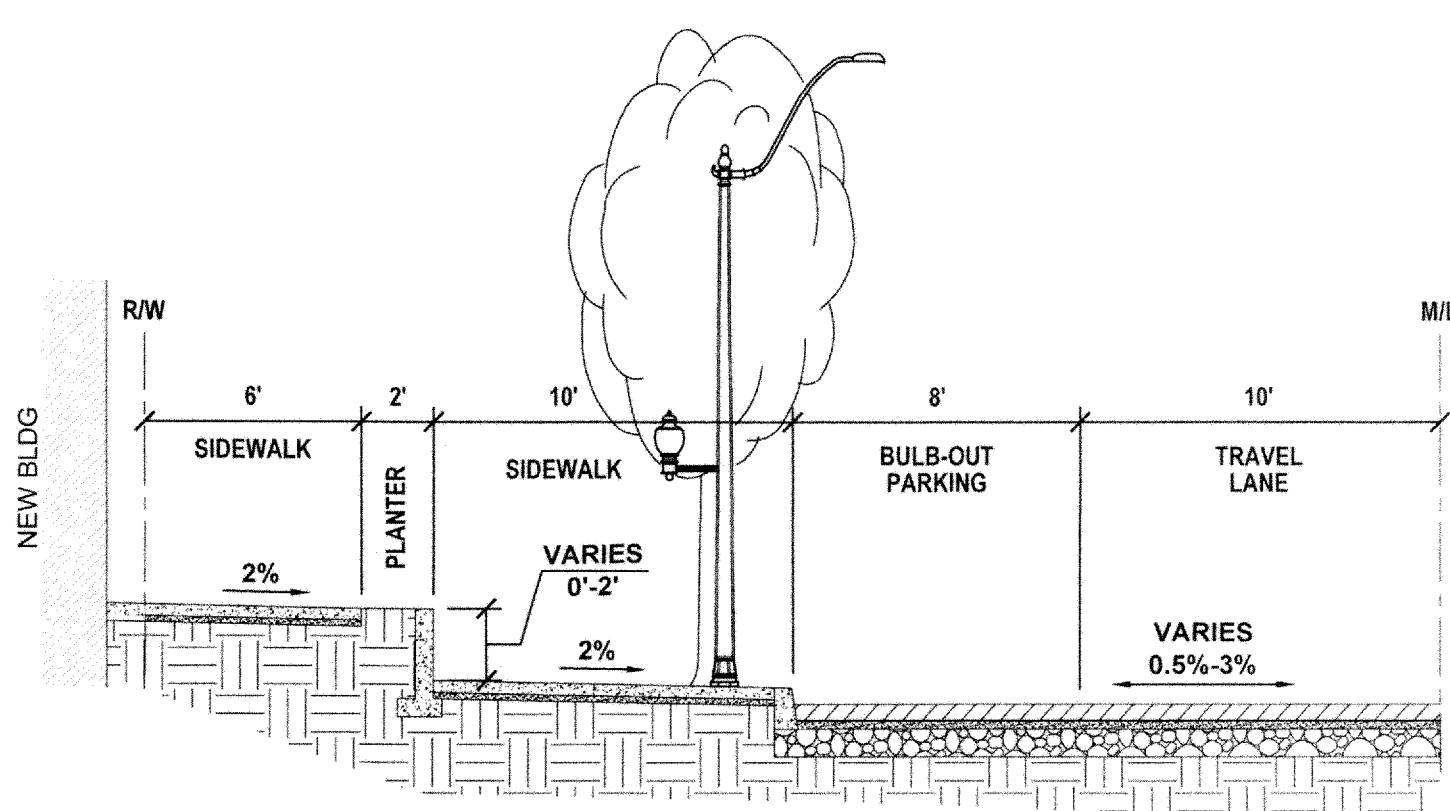 R/W
6'
2'
10'
8'
10'
SIDEWALK
SIDEWALK
BULB-OUT
PARKING
TRAVEL
LANE
NEW BLDG
PLANTER
VARIES
0'-2'
2%
2%
VARIES
0.5%-3%